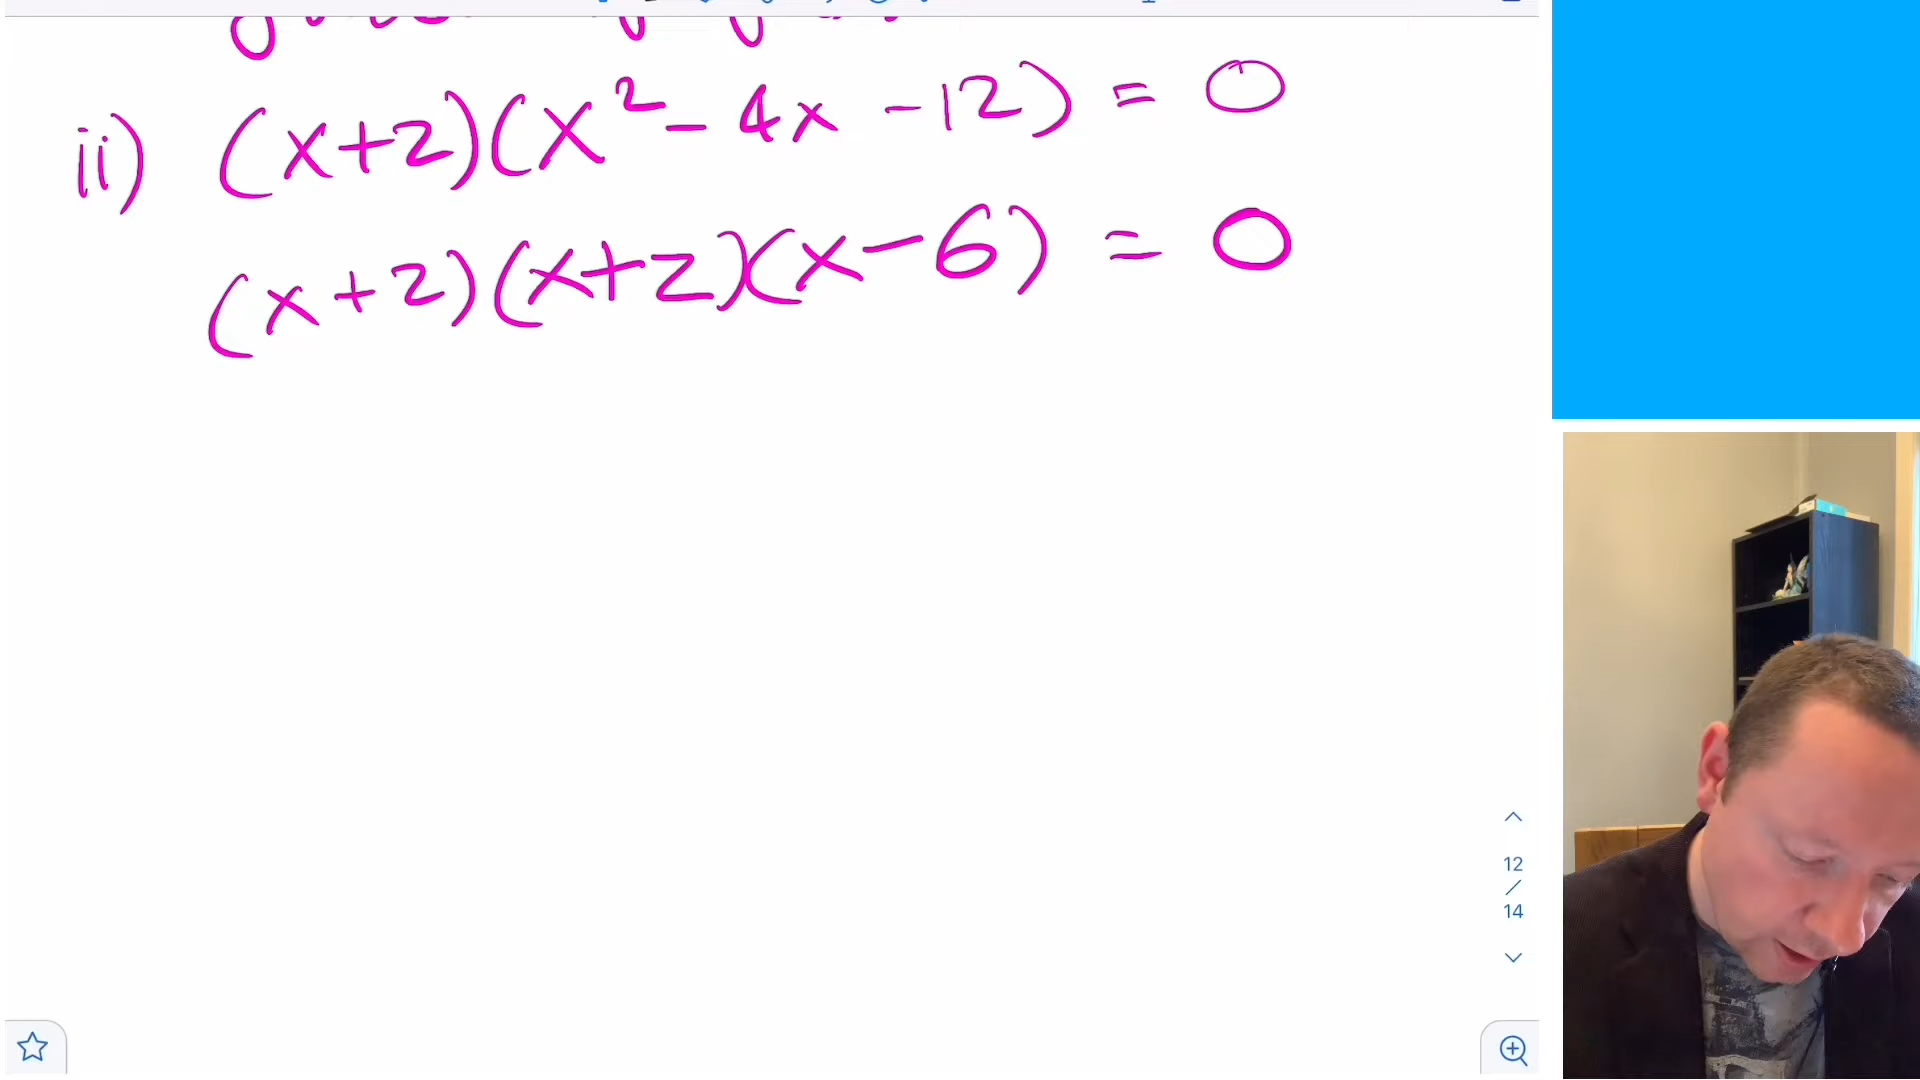 ii) (x+2)(x²-4x-12) = 0
(x+2)(x+2)(x-6) = 0
12
/
14